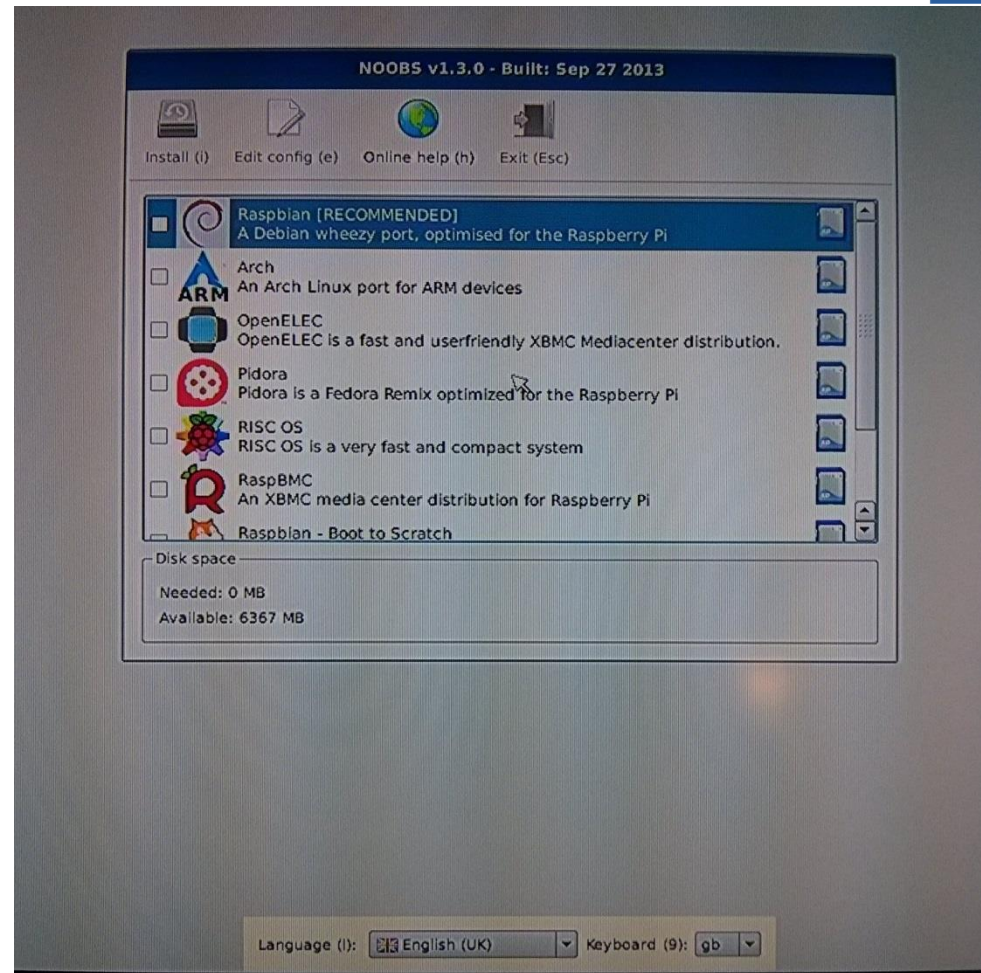 NOOBS v1.3.0 - Built: Sep 27 2013
Install (i) Edit config (e) Online help (h) Exit (Esc)
Raspbian [RECOMMENDED]
A Debian wheezy port, optimised for the Raspberry Pi
Arch
ARM
An Arch Linux port for ARM devices
OpenELEC
OpenELEC is a fast and userfriendly XBMC Mediacenter distribution.
Pidora
Pidora is a Fedora Remix optimized for the Raspberry Pi
RISC OS
RISC OS is a very fast and compact system
RaspBMC
An XBMC media center distribution for Raspberry Pi
Raspbian - Boot to Scratch
Disk space
Needed: 0 MB
Available: 6367 MB
Language (l): English (UK) Keyboard (9): gb